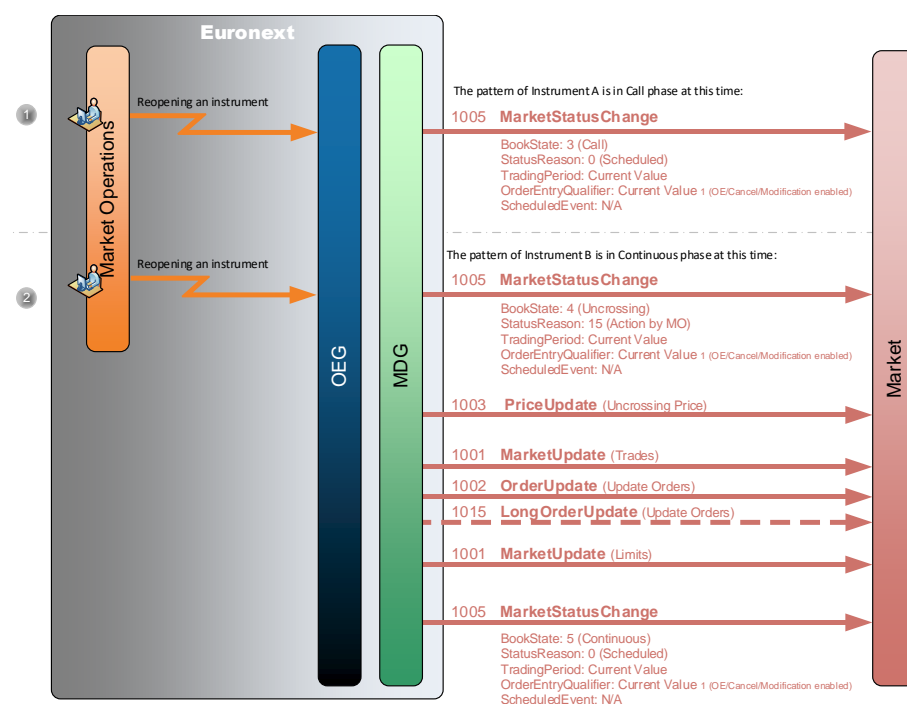 Euronext
Market Operations
OEG
MDG
Market
1
Reopening an instrument
The pattern of Instrument A is in Call phase at this time:
1005 MarketStatusChange
BookState: 3 (Call)
StatusReason: 0 (Scheduled)
TradingPeriod: Current Value
OrderEntryQualifier: Current Value 1 (OE/Cancel/Modification enabled)
ScheduledEvent: N/A
2
Reopening an instrument
The pattern of Instrument B is in Continuous phase at this time:
1005 MarketStatusChange
BookState: 4 (Uncrossing)
StatusReason: 15 (Action by MO)
TradingPeriod: Current Value
OrderEntryQualifier: Current Value 1 (OE/Cancel/Modification enabled)
ScheduledEvent: N/A
1003 PriceUpdate (Uncrossing Price)
1001 MarketUpdate (Trades)
1002 OrderUpdate (Update Orders)
1015 LongOrderUpdate (Update Orders)
1001 MarketUpdate (Limits)
1005 MarketStatusChange
BookState: 5 (Continuous)
StatusReason: 0 (Scheduled)
TradingPeriod: Current Value
OrderEntryQualifier: Current Value 1 (OE/Cancel/Modification enabled)
ScheduledEvent: N/A